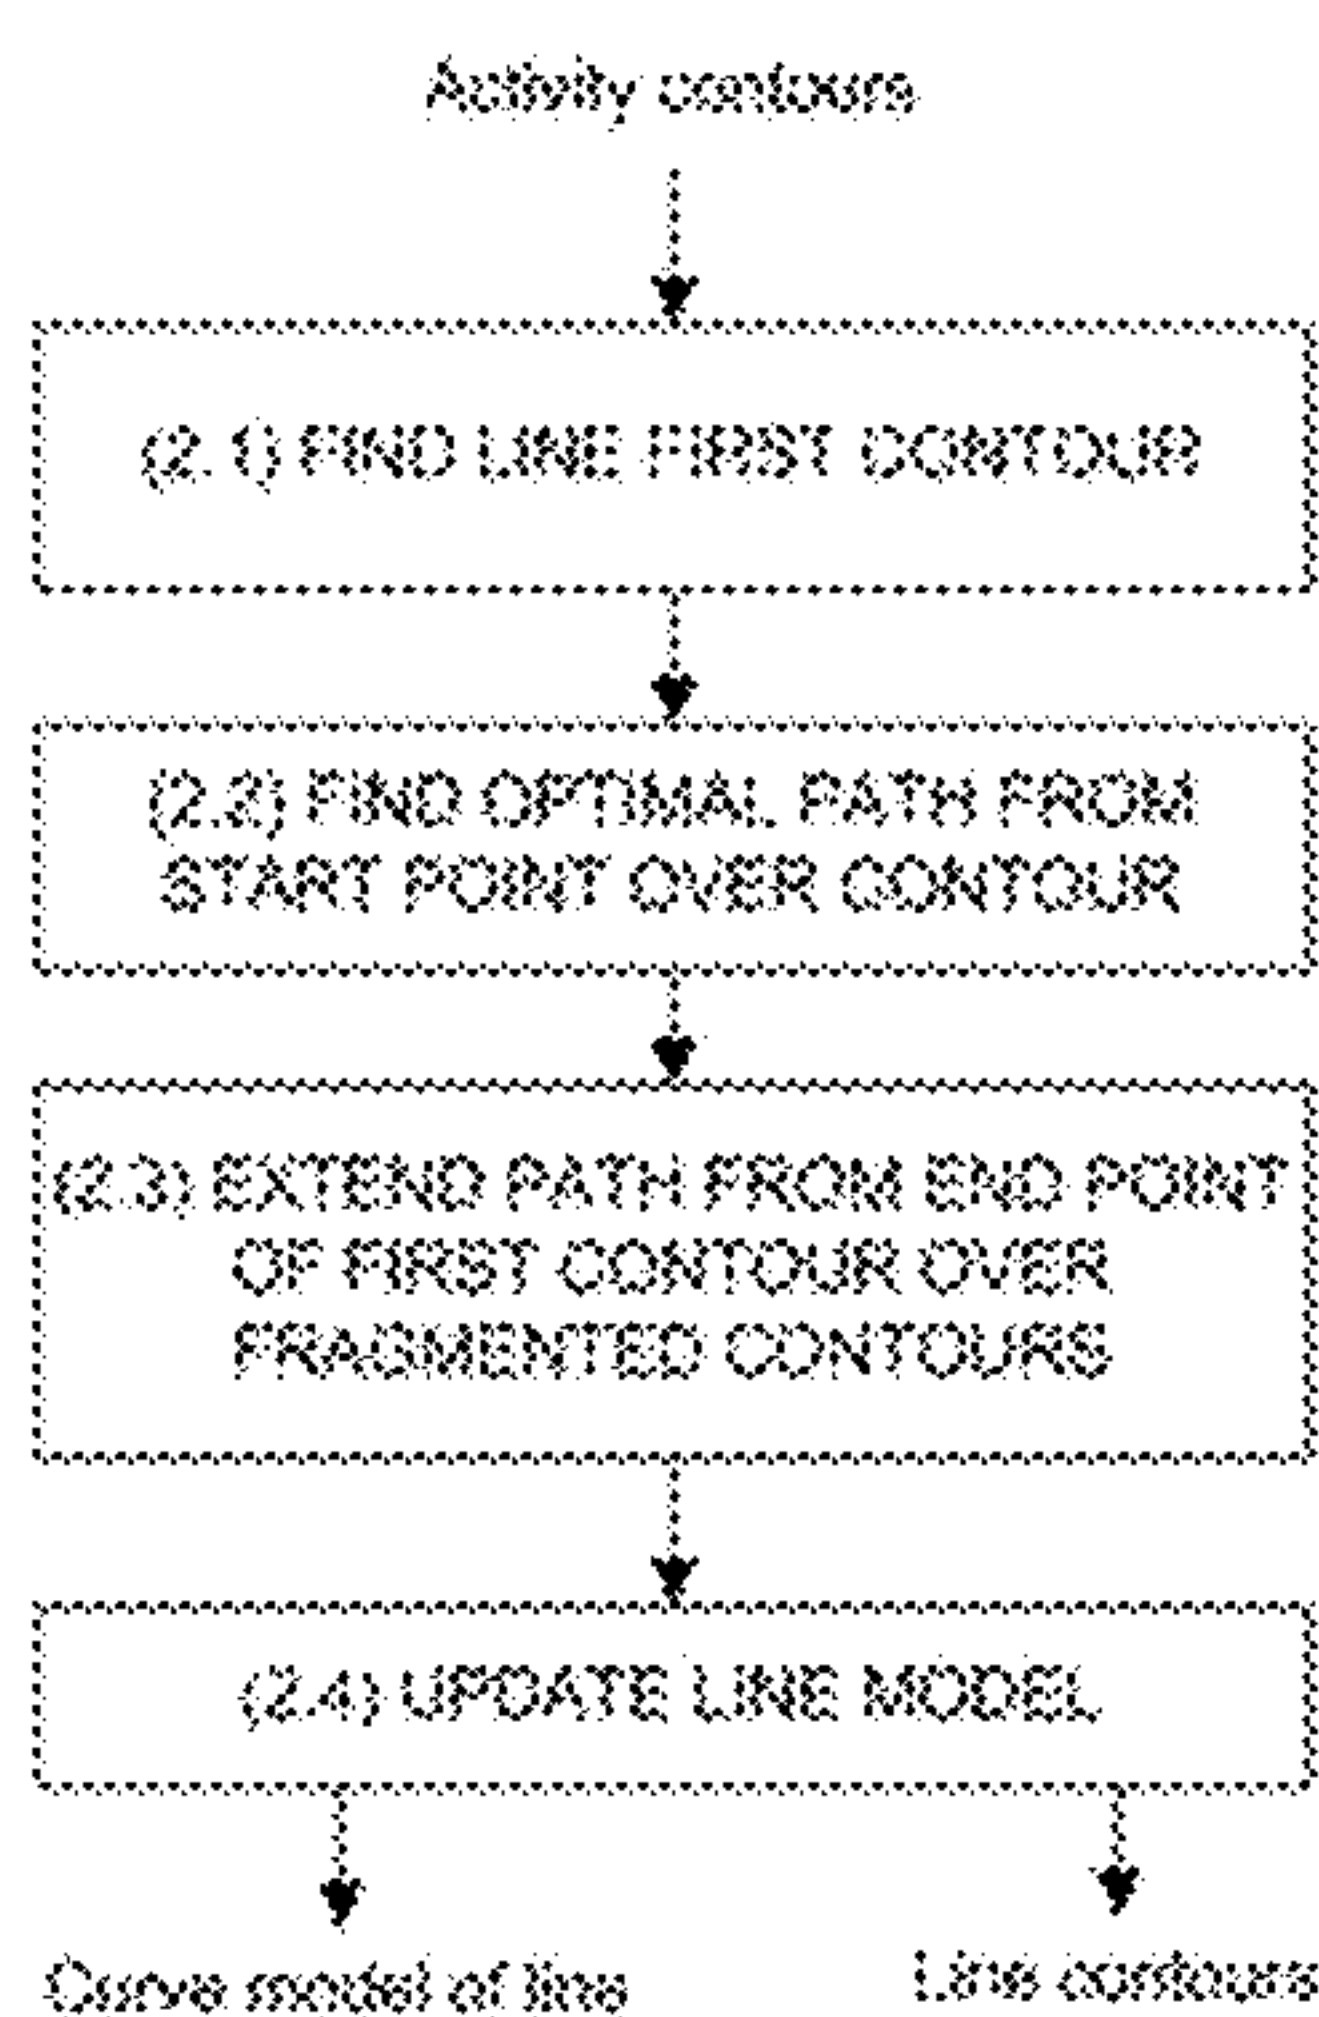 Activity contours
(2.1) FIND LINE FIRST CONTOUR
(2.2) FIND OPTIMAL PATH FROM
START POINT OVER CONTOUR
(2.3) EXTEND PATH FROM END POINT
OF FIRST CONTOUR OVER
FRAGMENTED CONTOURS
(2.4) UPDATE LINE MODEL
Curve model of line
Line contours